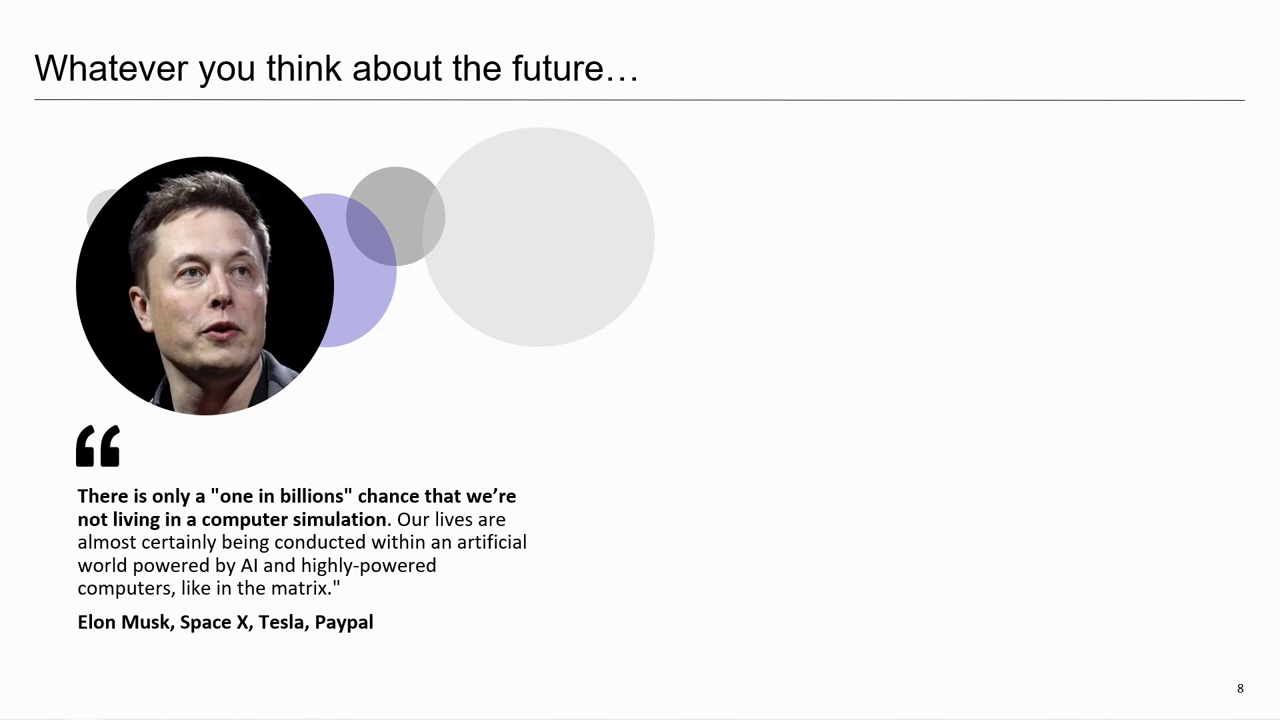 Whatever you think about the future…
“
There is only a "one in billions" chance that we’re
not living in a computer simulation. Our lives are
almost certainly being conducted within an artificial
world powered by AI and highly-powered
computers, like in the matrix."
Elon Musk, Space X, Tesla, Paypal
8